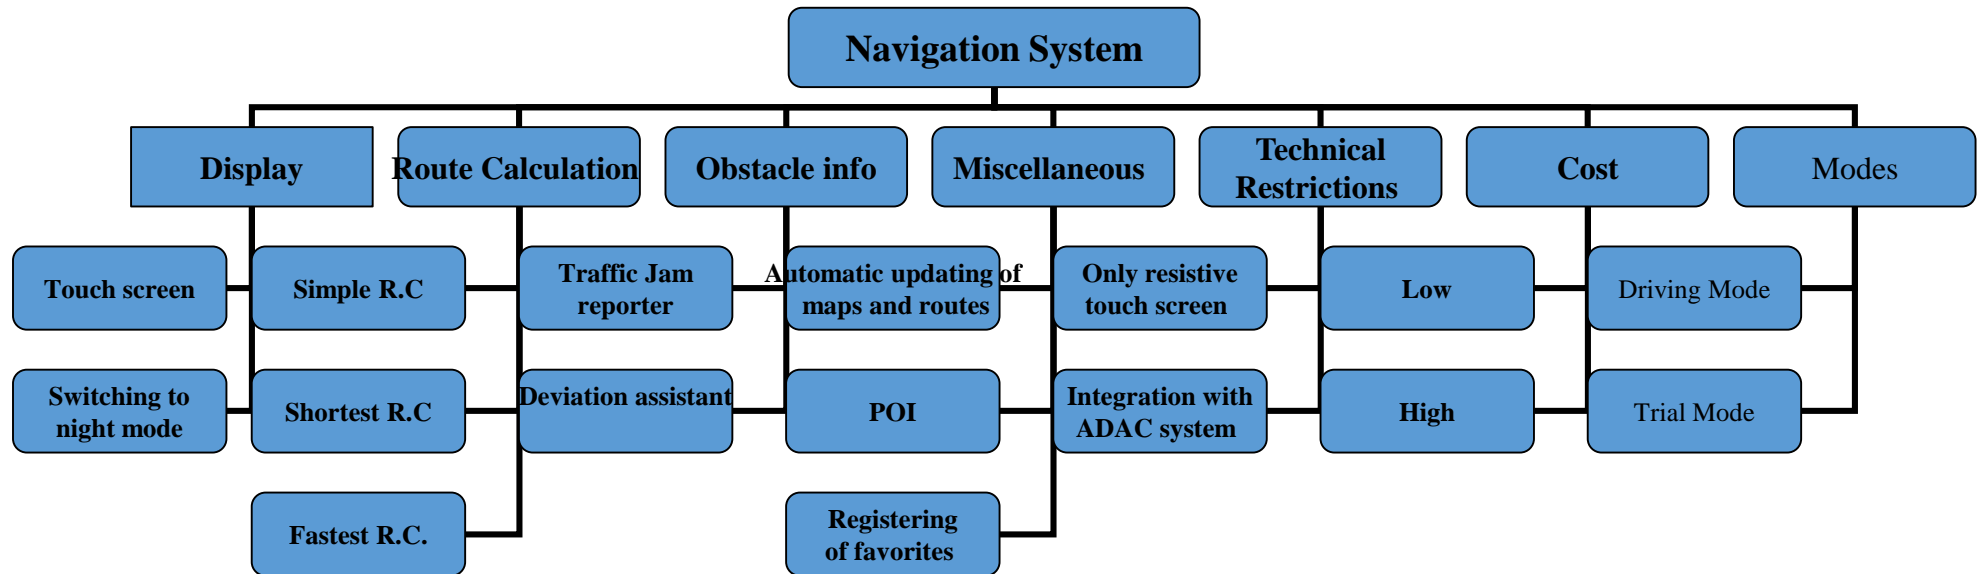 Navigation System
Display
Route Calculation
Obstacle info
Miscellaneous
Technical
Restrictions
Cost
Modes
Touch screen
Simple R.C
Traffic Jam
reporter
Automatic updating of
maps and routes
Only resistive
touch screen
Low
Driving Mode
Switching to
night mode
Shortest R.C
Deviation assistant
POI
Integration with
ADAC system
High
Trial Mode
Fastest R.C.
Registering
of favorites